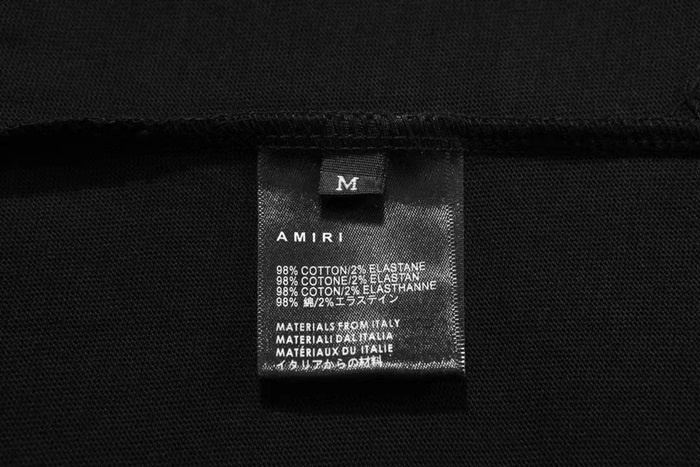 M
AMIRI
98% COTTON/2% ELASTANE
98% COTONE/2% ELASTAN
98% COTON/2% ELASTHANNE
98% 綿/2%エラステイン
MATERIALS FROM ITALY
MATERIALI DAL ITALIA
MATÉRIAUX DU ITALIE
イタリアからの材料